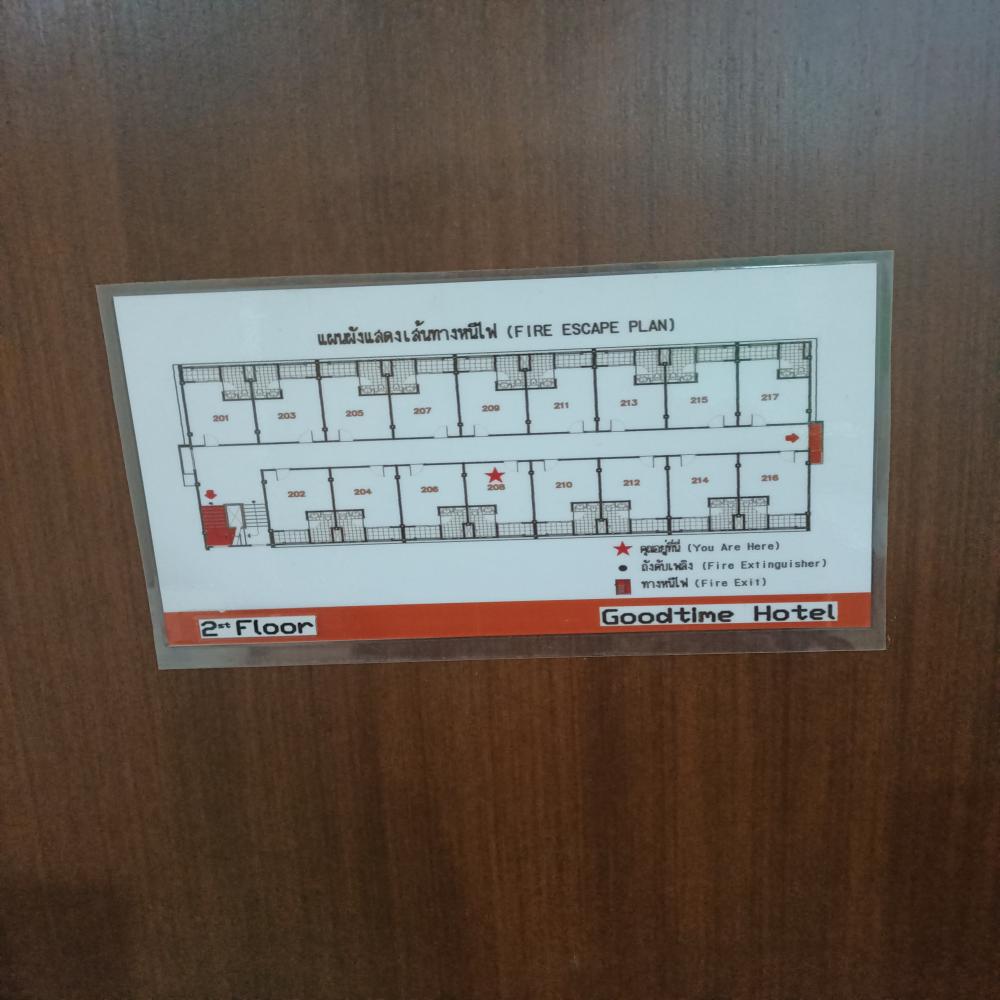 แผนผังแสดงเส้นทางหนีไฟ (FIRE ESCAPE PLAN)
201 203 205 207 209 211 213 215 217
202 204 206 208 210 212 214 216
คุณอยู่ที่นี่ (You Are Here)
ถังดับเพลิง (Fire Extinguisher)
ทางหนีไฟ (Fire Exit)
2st Floor
Goodtime Hotel